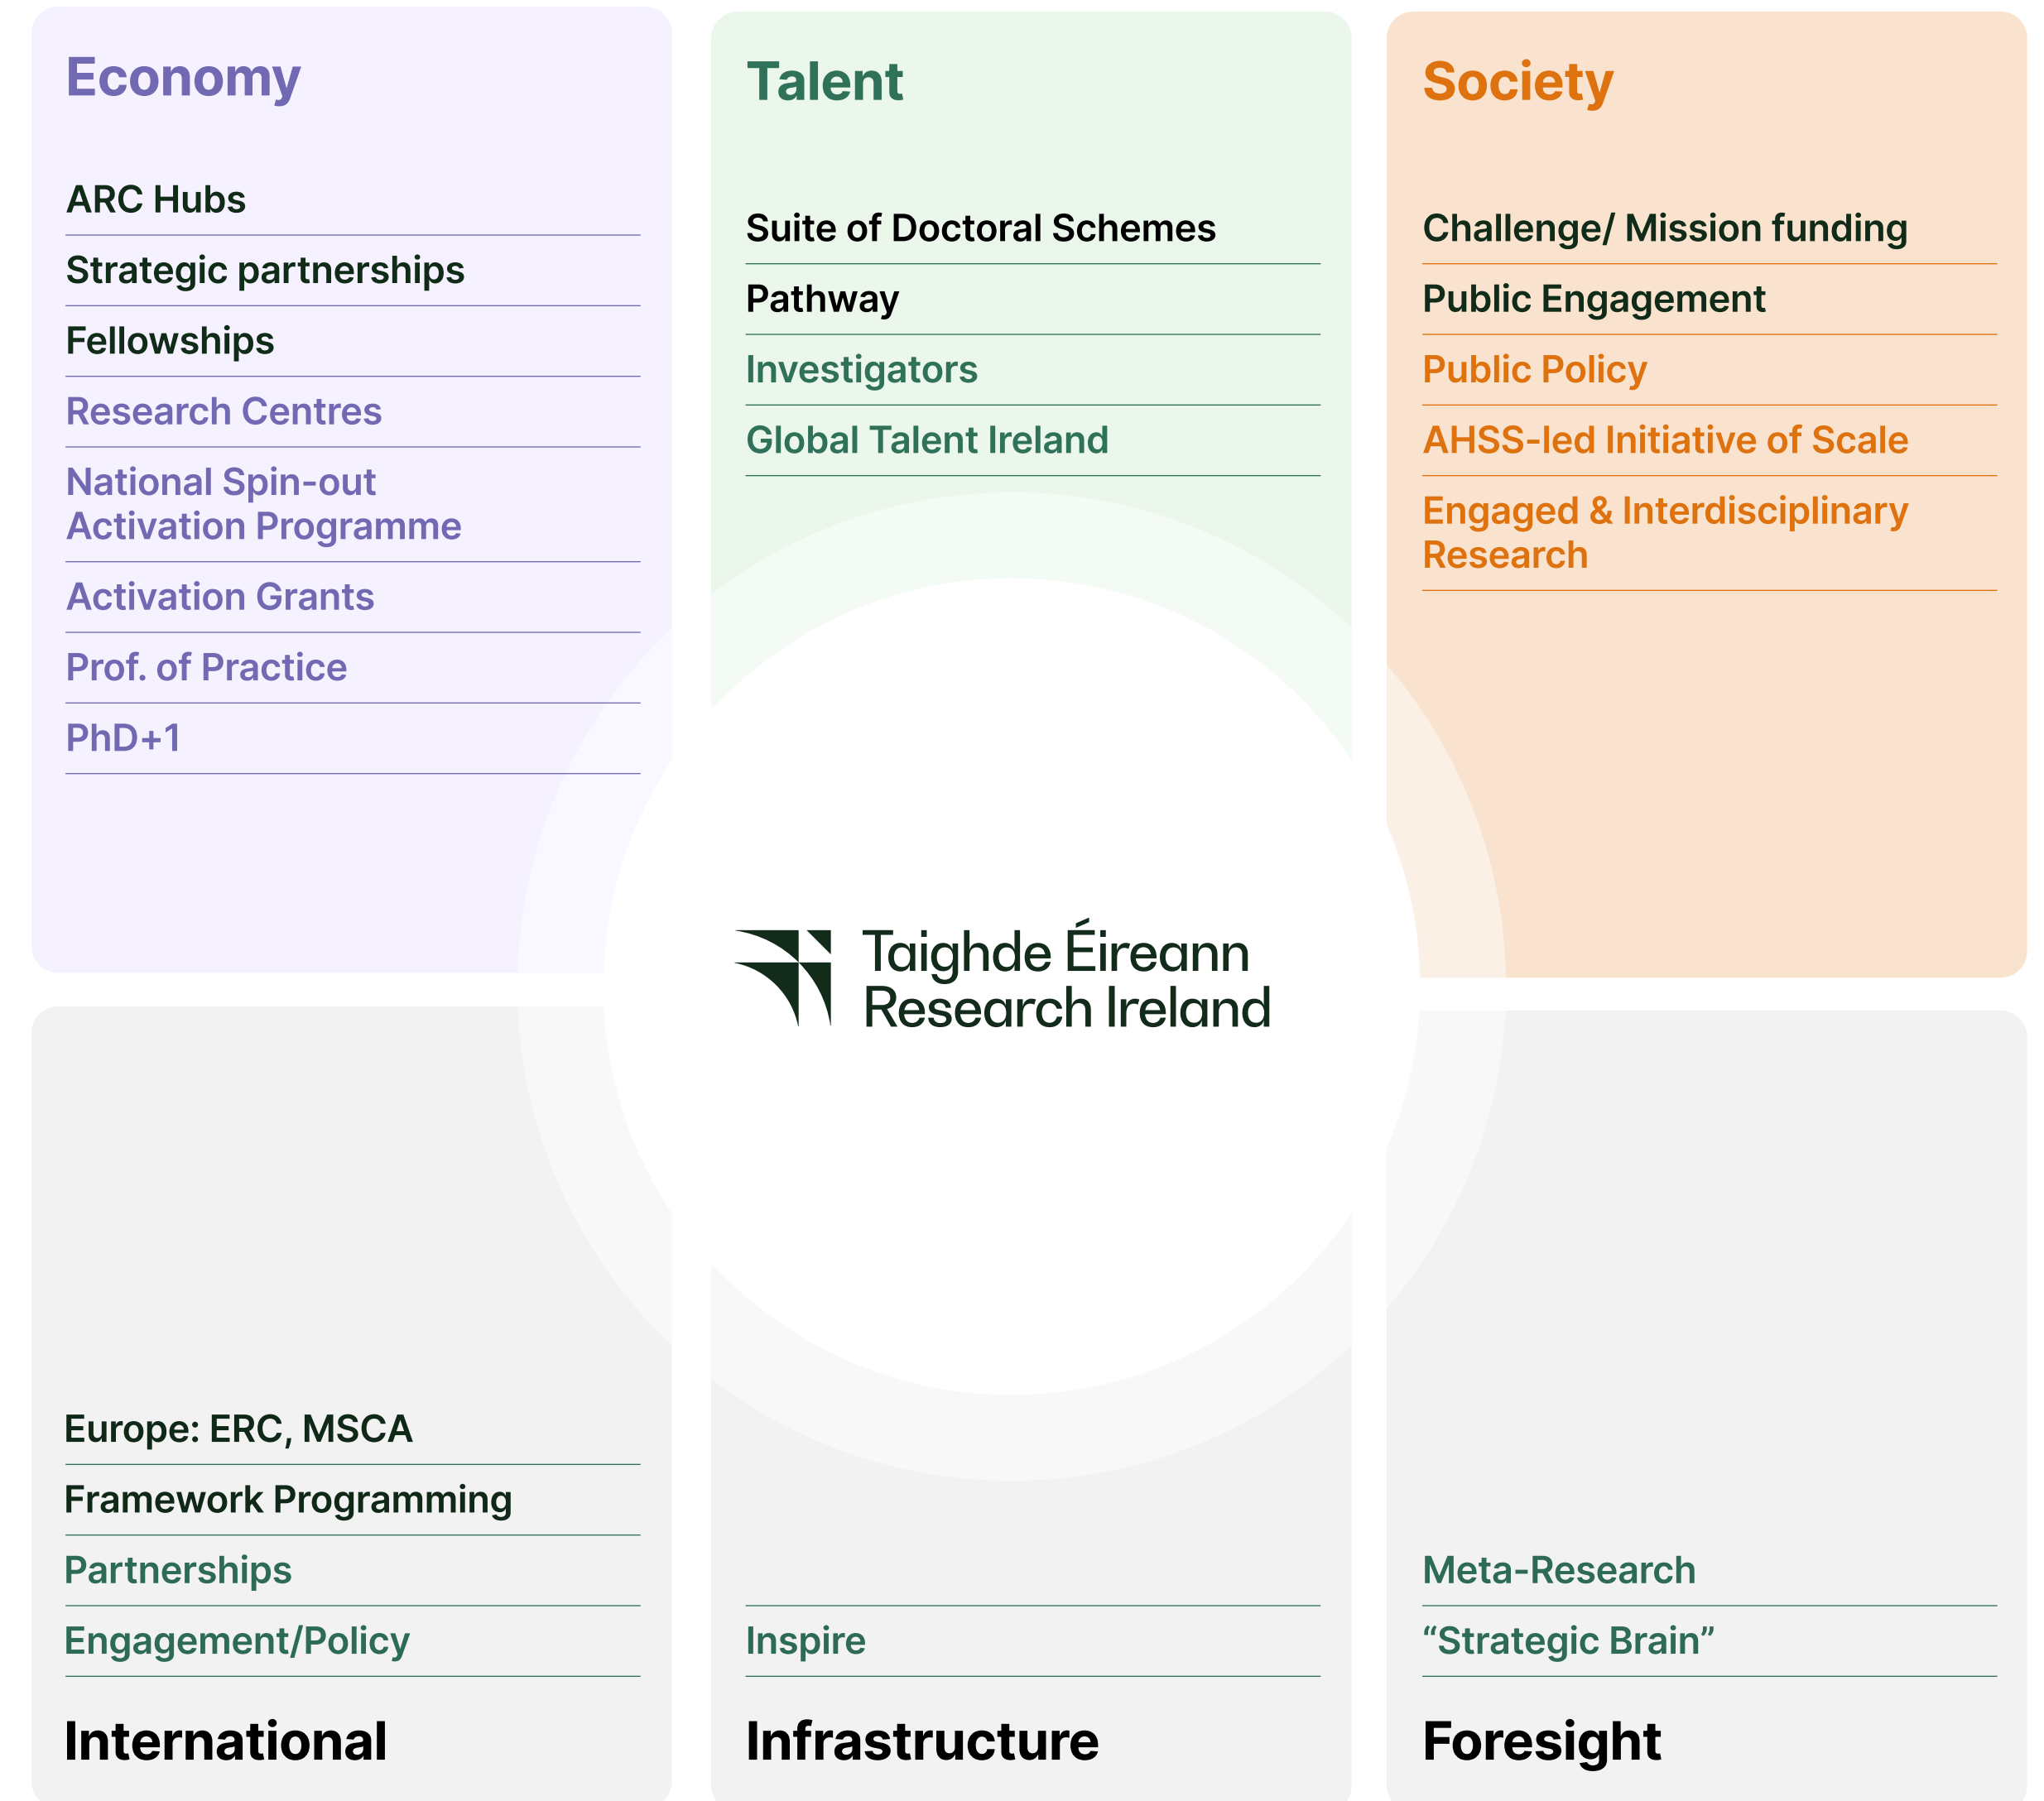 Economy
ARC Hubs
Strategic partnerships
Fellowships
Research Centres
National Spin-out
Activation Programme
Activation Grants
Prof. of Practice
PhD+1
Talent
Suite of Doctoral Schemes
Pathway
Investigators
Global Talent Ireland
Society
Challenge/ Mission funding
Public Engagement
Public Policy
AHSS-led Initiative of Scale
Engaged & Interdisciplinary
Research
Taighde Éireann
Research Ireland
Europe: ERC, MSCA
Framework Programming
Partnerships
Engagement/Policy
International
Inspire
Infrastructure
Meta-Research
“Strategic Brain”
Foresight